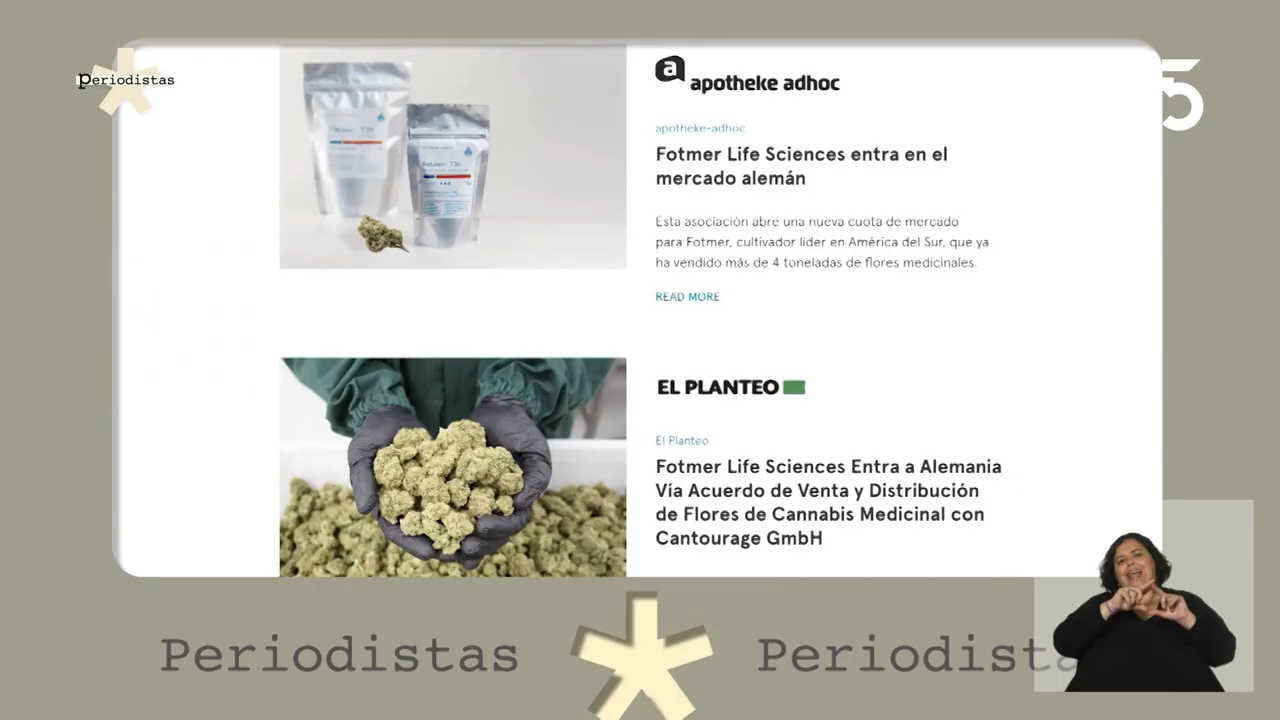 periodistas
5
a
apotheke adhoc
apotheke-adhoc
Fotmer Life Sciences entra en el
mercado alemán
Esta asociación abre una nueva cuota de mercado
para Fotmer, cultivador líder en América del Sur, que ya
ha vendido más de 4 toneladas de flores medicinales.
READ MORE
EL PLANTEO
El Planteo
Fotmer Life Sciences Entra a Alemania
Vía Acuerdo de Venta y Distribución
de Flores de Cannabis Medicinal con
Cantourage GmbH
Periodistas
Periodista